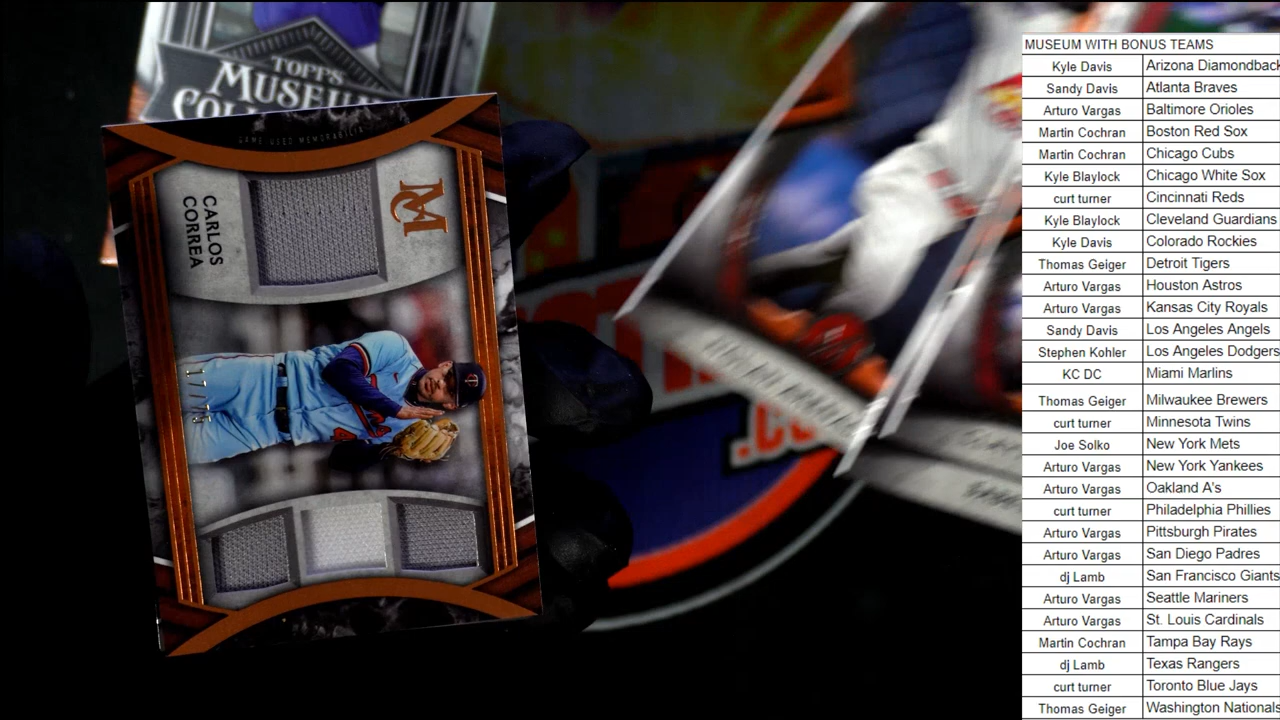 TOPPS
MUSEUM
GAME USED MEMORABILIA
M
CARLOS
CORREA
.co
MUSEUM WITH BONUS TEAMS
Kyle Davis Arizona Diamondback
Sandy Davis Atlanta Braves
Arturo Vargas Baltimore Orioles
Martin Cochran Boston Red Sox
Martin Cochran Chicago Cubs
Kyle Blaylock Chicago White Sox
curt turner Cincinnati Reds
Kyle Blaylock Cleveland Guardians
Kyle Davis Colorado Rockies
Thomas Geiger Detroit Tigers
Arturo Vargas Houston Astros
Arturo Vargas Kansas City Royals
Sandy Davis Los Angeles Angels
Stephen Kohler Los Angeles Dodgers
KC DC Miami Marlins
Thomas Geiger Milwaukee Brewers
curt turner Minnesota Twins
Joe Solko New York Mets
Arturo Vargas New York Yankees
Arturo Vargas Oakland A's
curt turner Philadelphia Phillies
Arturo Vargas Pittsburgh Pirates
Arturo Vargas San Diego Padres
dj Lamb San Francisco Giants
Arturo Vargas Seattle Mariners
Arturo Vargas St. Louis Cardinals
Martin Cochran Tampa Bay Rays
dj Lamb Texas Rangers
curt turner Toronto Blue Jays
Thomas Geiger Washington Nationals